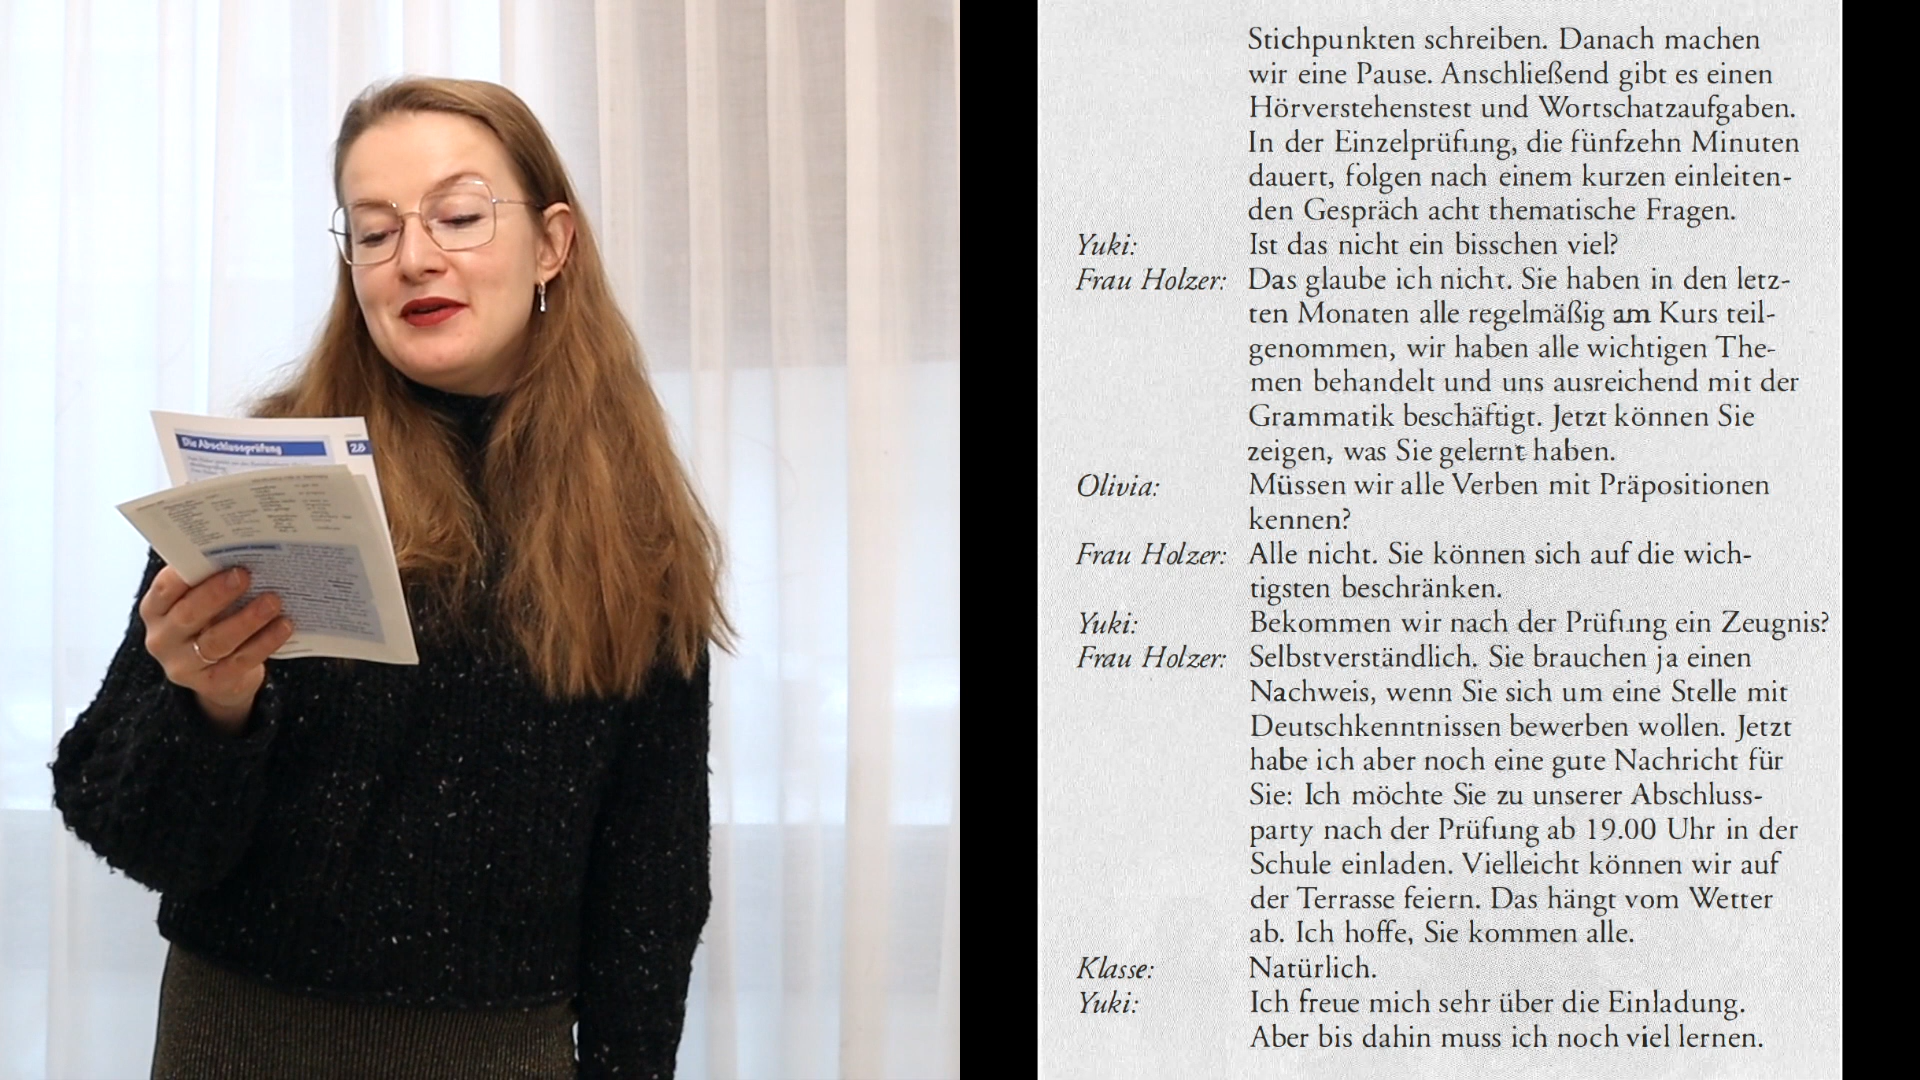 Die Abschlussprüfung
28
Stichpunkten schreiben. Danach machen
wir eine Pause. Anschließend gibt es einen
Hörverstehenstest und Wortschatzaufgaben.
In der Einzelprüfung, die fünfzehn Minuten
dauert, folgen nach einem kurzen einleiten-
den Gespräch acht thematische Fragen.
Yuki: Ist das nicht ein bisschen viel?
Frau Holzer: Das glaube ich nicht. Sie haben in den letz-
ten Monaten alle regelmäßig am Kurs teil-
genommen, wir haben alle wichtigen The-
men behandelt und uns ausreichend mit der
Grammatik beschäftigt. Jetzt können Sie
zeigen, was Sie gelernt haben.
Olivia: Müssen wir alle Verben mit Präpositionen
kennen?
Frau Holzer: Alle nicht. Sie können sich auf die wich-
tigsten beschränken.
Yuki: Bekommen wir nach der Prüfung ein Zeugnis?
Frau Holzer: Selbstverständlich. Sie brauchen ja einen
Nachweis, wenn Sie sich um eine Stelle mit
Deutschkenntnissen bewerben wollen. Jetzt
habe ich aber noch eine gute Nachricht für
Sie: Ich möchte Sie zu unserer Abschluss-
party nach der Prüfung ab 19.00 Uhr in der
Schule einladen. Vielleicht können wir auf
der Terrasse feiern. Das hängt vom Wetter
ab. Ich hoffe, Sie kommen alle.
Klasse: Natürlich.
Yuki: Ich freue mich sehr über die Einladung.
Aber bis dahin muss ich noch viel lernen.